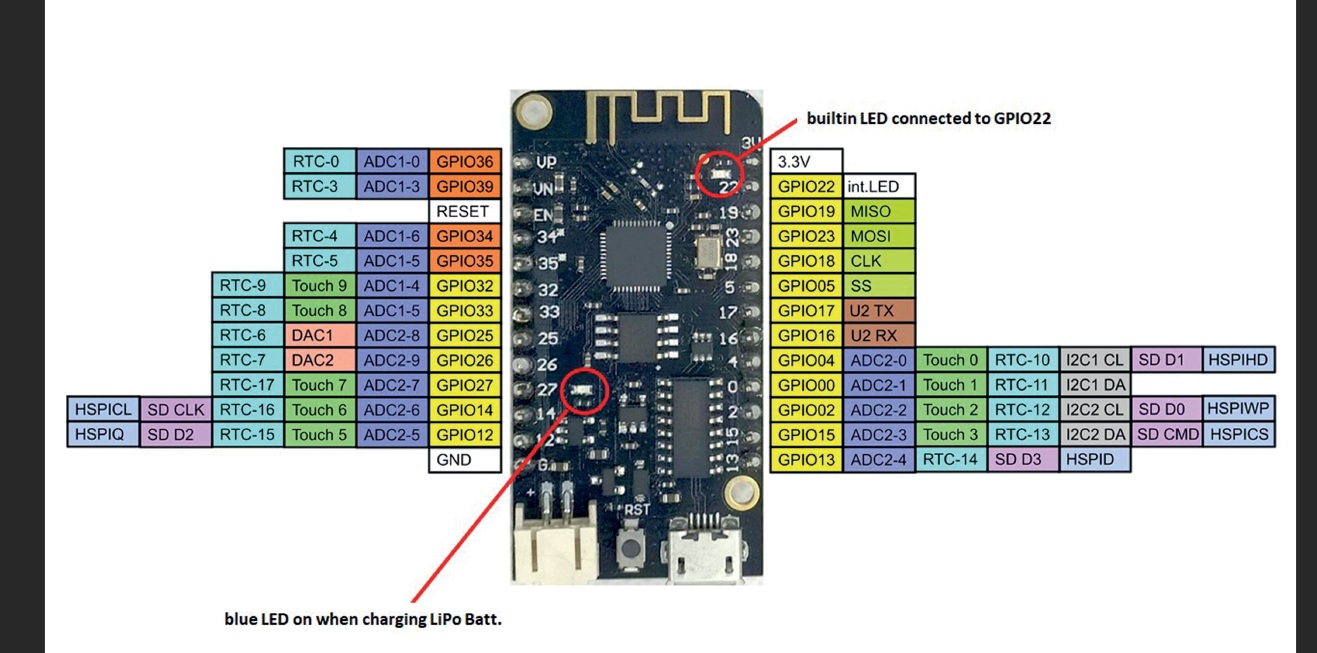 builtin LED connected to GPIO22
RTC-0 ADC1-0 GPIO36
RTC-3 ADC1-3 GPIO39
RESET
RTC-4 ADC1-6 GPIO34
RTC-5 ADC1-5 GPIO35
RTC-9 Touch 9 ADC1-4 GPIO32
RTC-8 Touch 8 ADC1-5 GPIO33
RTC-6 DAC1 ADC2-8 GPIO25
RTC-7 DAC2 ADC2-9 GPIO26
RTC-17 Touch 7 ADC2-7 GPIO27
HSPICL SD CLK RTC-16 Touch 6 ADC2-6 GPIO14
HSPIQ SD D2 RTC-15 Touch 5 ADC2-5 GPIO12
GND
VP
VN
EN
34*
35*
32
33
25
26
27
14
12
G
+
RST
3V
22
19
23
18
5
17
16
4
0
2
15
13
3.3V
GPIO22 int.LED
GPIO19 MISO
GPIO23 MOSI
GPIO18 CLK
GPIO05 SS
GPIO17 U2 TX
GPIO16 U2 RX
GPIO04 ADC2-0 Touch 0 RTC-10 I2C1 CL SD D1 HSPIHD
GPIO00 ADC2-1 Touch 1 RTC-11 I2C1 DA
GPIO02 ADC2-2 Touch 2 RTC-12 I2C2 CL SD D0 HSPIWP
GPIO15 ADC2-3 Touch 3 RTC-13 I2C2 DA SD CMD HSPICS
GPIO13 ADC2-4 RTC-14 SD D3 HSPID
blue LED on when charging LiPo Batt.